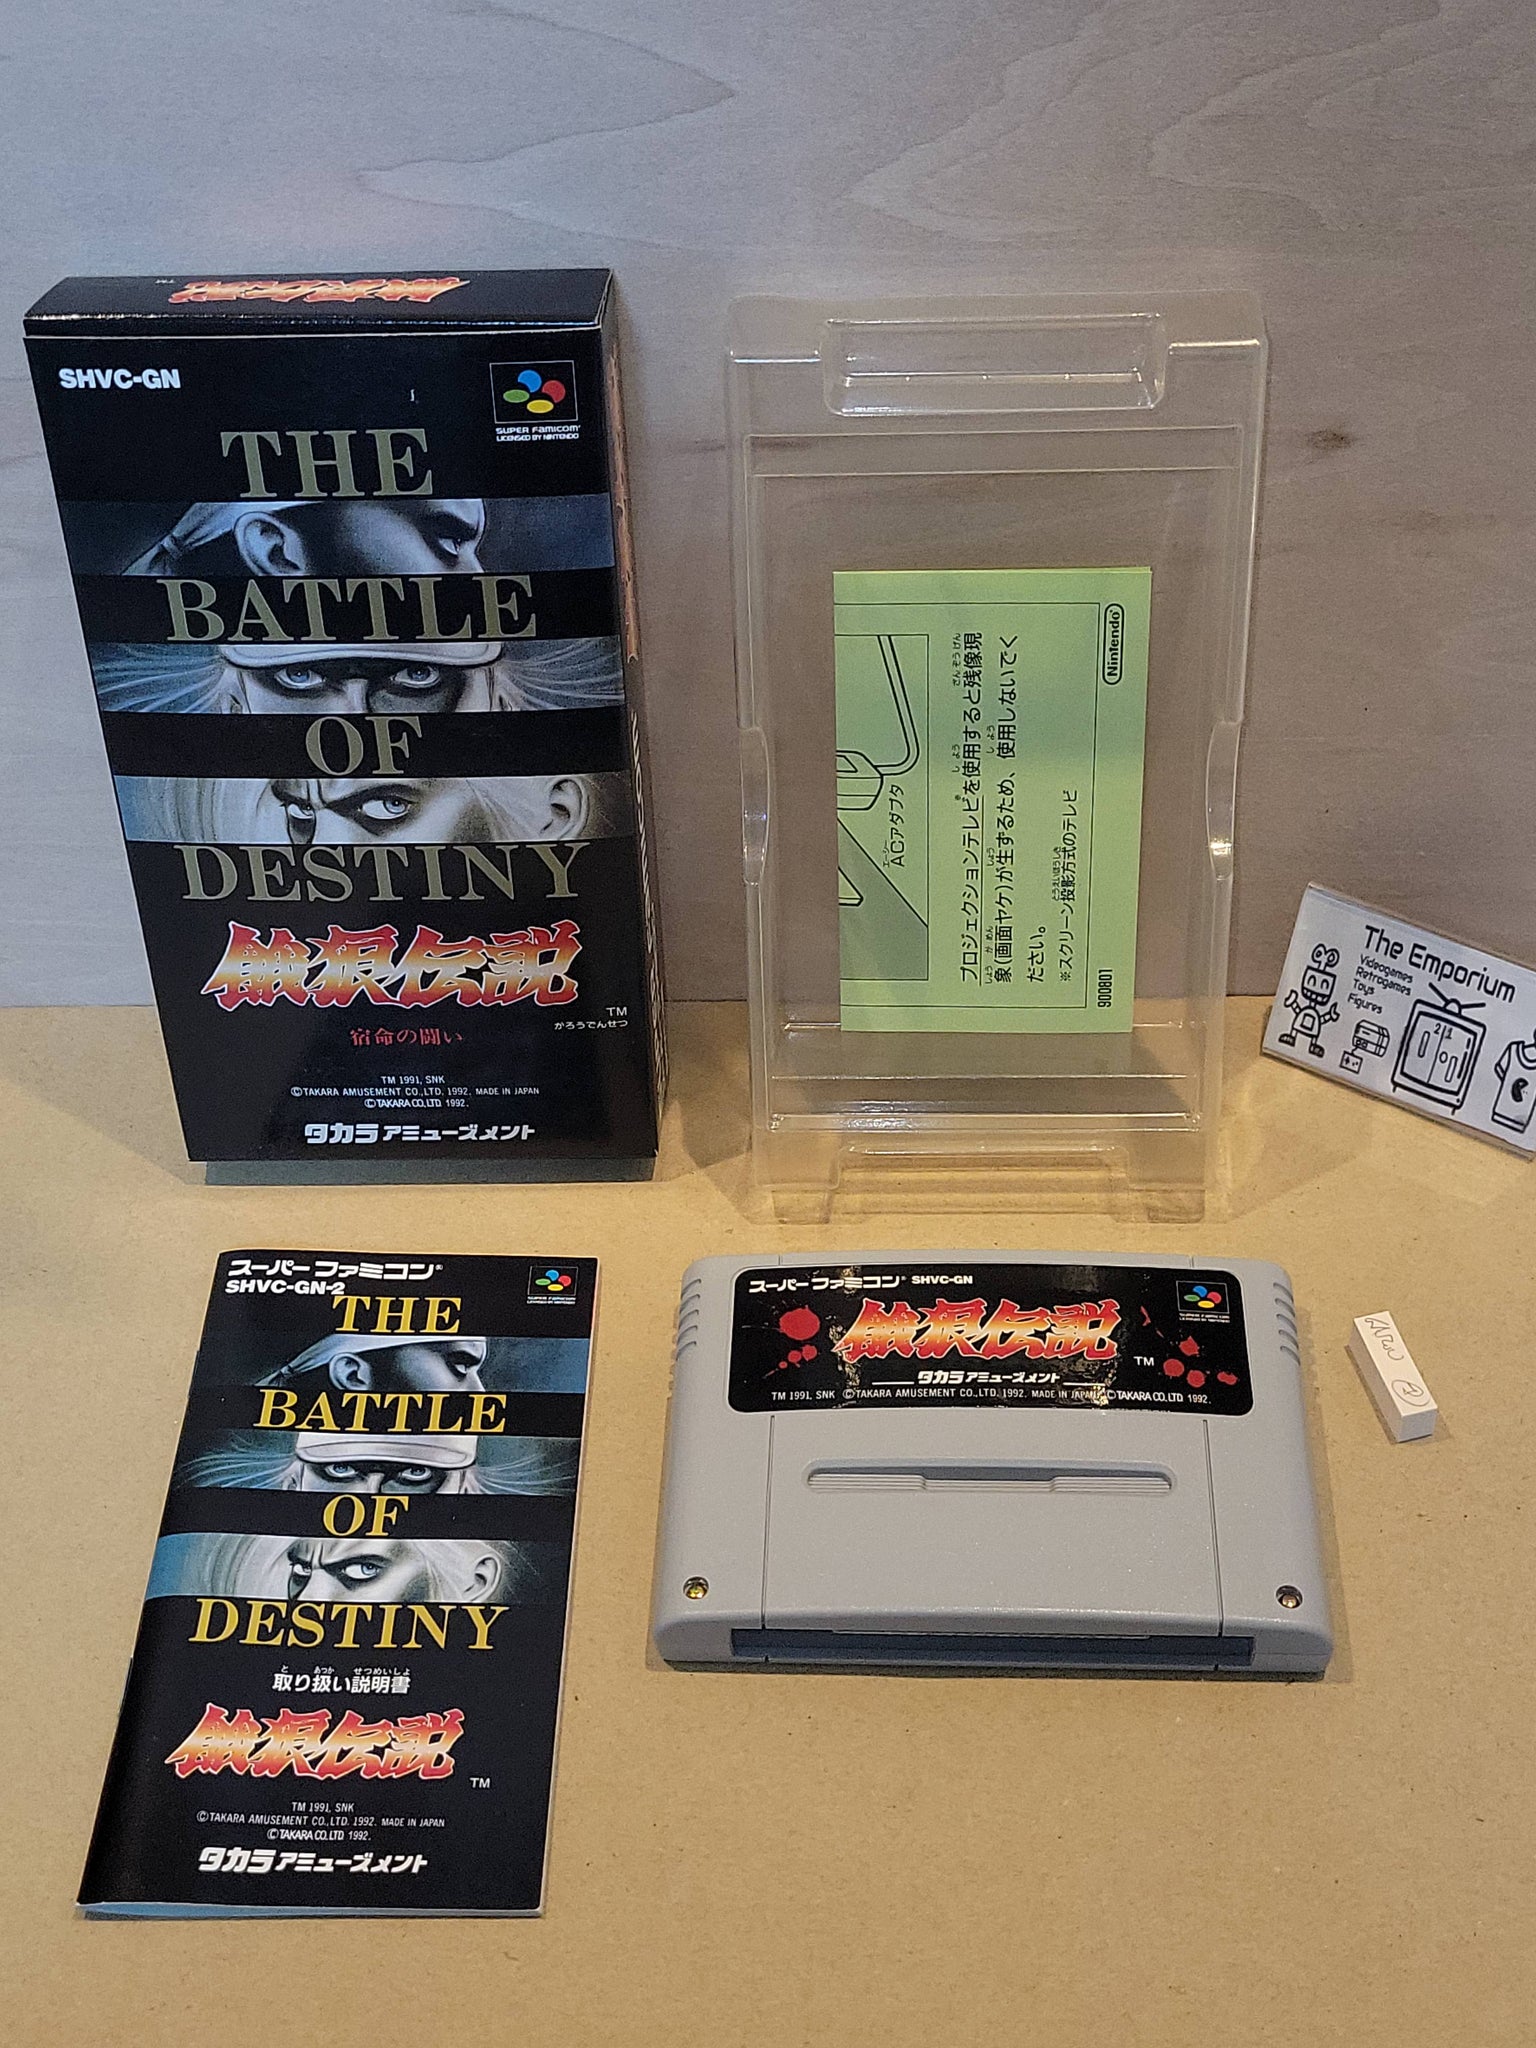 餓狼伝説
TM
SHVC-GN
SUPER FAMICOM
LICENSED BY NINTENDO
THE
BATTLE
OF
DESTINY
餓狼伝説
TM
がろうでんせつ
宿命の闘い
TM 1991, SNK
©TAKARA AMUSEMENT CO.,LTD. 1992. MADE IN JAPAN
©TAKARA CO.,LTD. 1992.
タカラアミューズメント
ACアダプタ
エーシー
プロジェクションテレビ※を使用すると残像現
象(画面ヤケ)が生ずるため、使用しないでく
ださい。
※スクリーン投影方式のテレビ
900801
Nintendo
The Emporium
Videogames
Retrogames
Toys
Figures
スーパーファミコン®
SHVC-GN-2
THE
BATTLE
OF
DESTINY
取り扱い説明書
餓狼伝説
TM
TM 1991, SNK
©TAKARA AMUSEMENT CO.,LTD. 1992. MADE IN JAPAN
©TAKARA CO.,LTD. 1992.
タカラアミューズメント
スーパーファミコン® SHVC-GN
餓狼伝説
TM
タカラアミューズメント
TM 1991, SNK ©TAKARA AMUSEMENT CO.,LTD. 1992. MADE IN JAPAN ©TAKARA CO.,LTD. 1992.